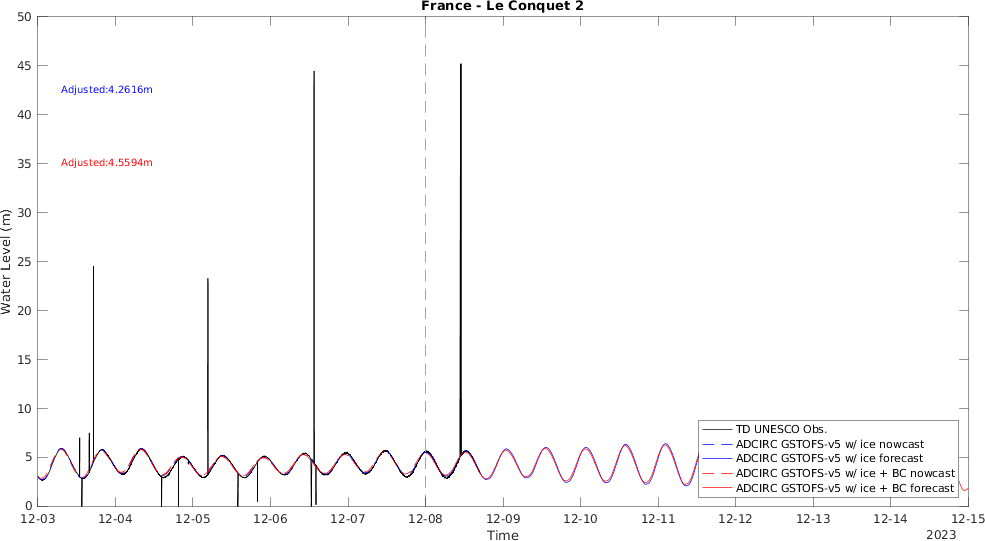 France - Le Conquet 2
50
45
40
35
30
25
20
15
10
5
0
Water Level (m)
Adjusted:4.2616m
Adjusted:4.5594m
TD UNESCO Obs.
ADCIRC GSTOFS-v5 w/ ice nowcast
ADCIRC GSTOFS-v5 w/ ice forecast
ADCIRC GSTOFS-v5 w/ ice + BC nowcast
ADCIRC GSTOFS-v5 w/ ice + BC forecast
12-03 12-04 12-05 12-06 12-07 12-08 12-09 12-10 12-11 12-12 12-13 12-14 12-15
Time
2023